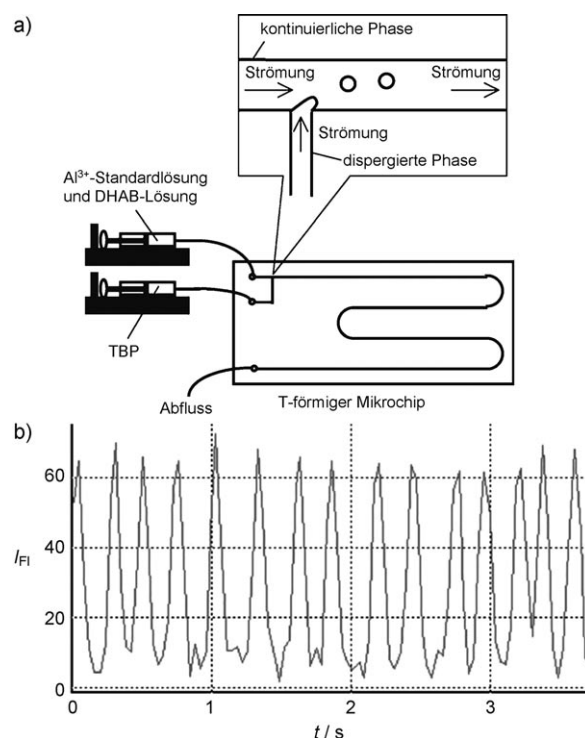 a)
kontinuierliche Phase
Strömung
Strömung
Strömung
dispergierte Phase
Al³⁺-Standardlösung
und DHAB-Lösung
TBP
Abfluss
T-förmiger Mikrochip
b)
60
40
I_Fl
20
0
0 1 2 3
t / s